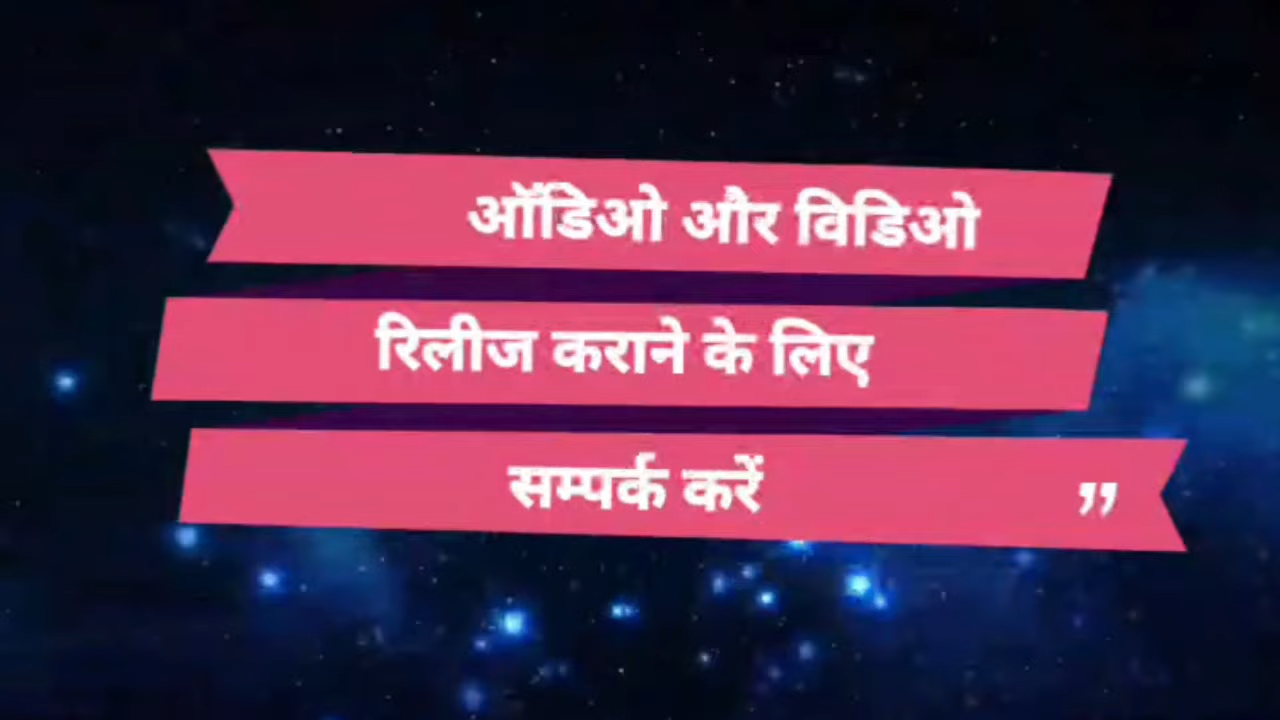 ऑडिओ और विडिओ
रिलीज कराने के लिए
सम्पर्क करें ”